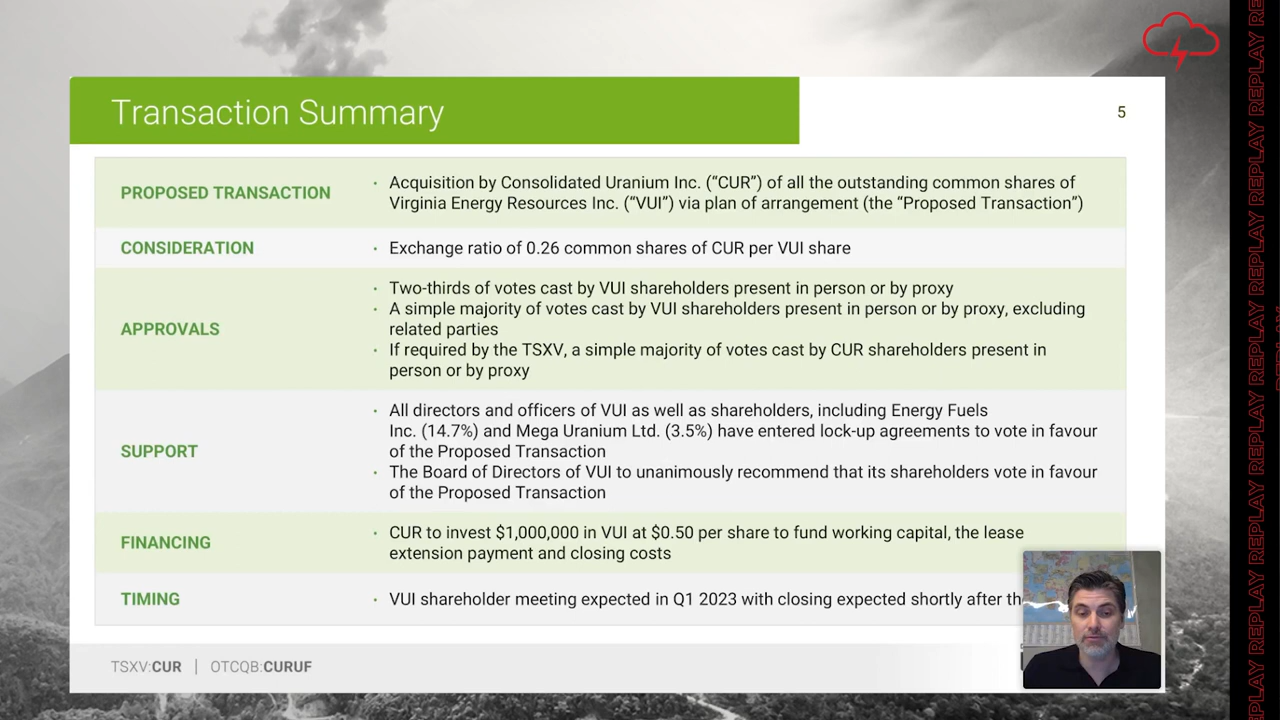 Transaction Summary
5
PROPOSED TRANSACTION
Acquisition by Consolidated Uranium Inc. (“CUR”) of all the outstanding common shares of
Virginia Energy Resources Inc. (“VUI”) via plan of arrangement (the “Proposed Transaction”)
CONSIDERATION
Exchange ratio of 0.26 common shares of CUR per VUI share
APPROVALS
Two-thirds of votes cast by VUI shareholders present in person or by proxy
A simple majority of votes cast by VUI shareholders present in person or by proxy, excluding
related parties
If required by the TSXV, a simple majority of votes cast by CUR shareholders present in
person or by proxy
SUPPORT
All directors and officers of VUI as well as shareholders, including Energy Fuels
Inc. (14.7%) and Mega Uranium Ltd. (3.5%) have entered lock-up agreements to vote in favour
of the Proposed Transaction
The Board of Directors of VUI to unanimously recommend that its shareholders vote in favour
of the Proposed Transaction
FINANCING
CUR to invest $1,000,000 in VUI at $0.50 per share to fund working capital, the lease
extension payment and closing costs
TIMING
VUI shareholder meeting expected in Q1 2023 with closing expected shortly after
TSXV:CUR | OTCQB:CURUF
REPLAY REPLAY REPLAY REPLAY REPLAY REPLAY REPLAY REPLAY